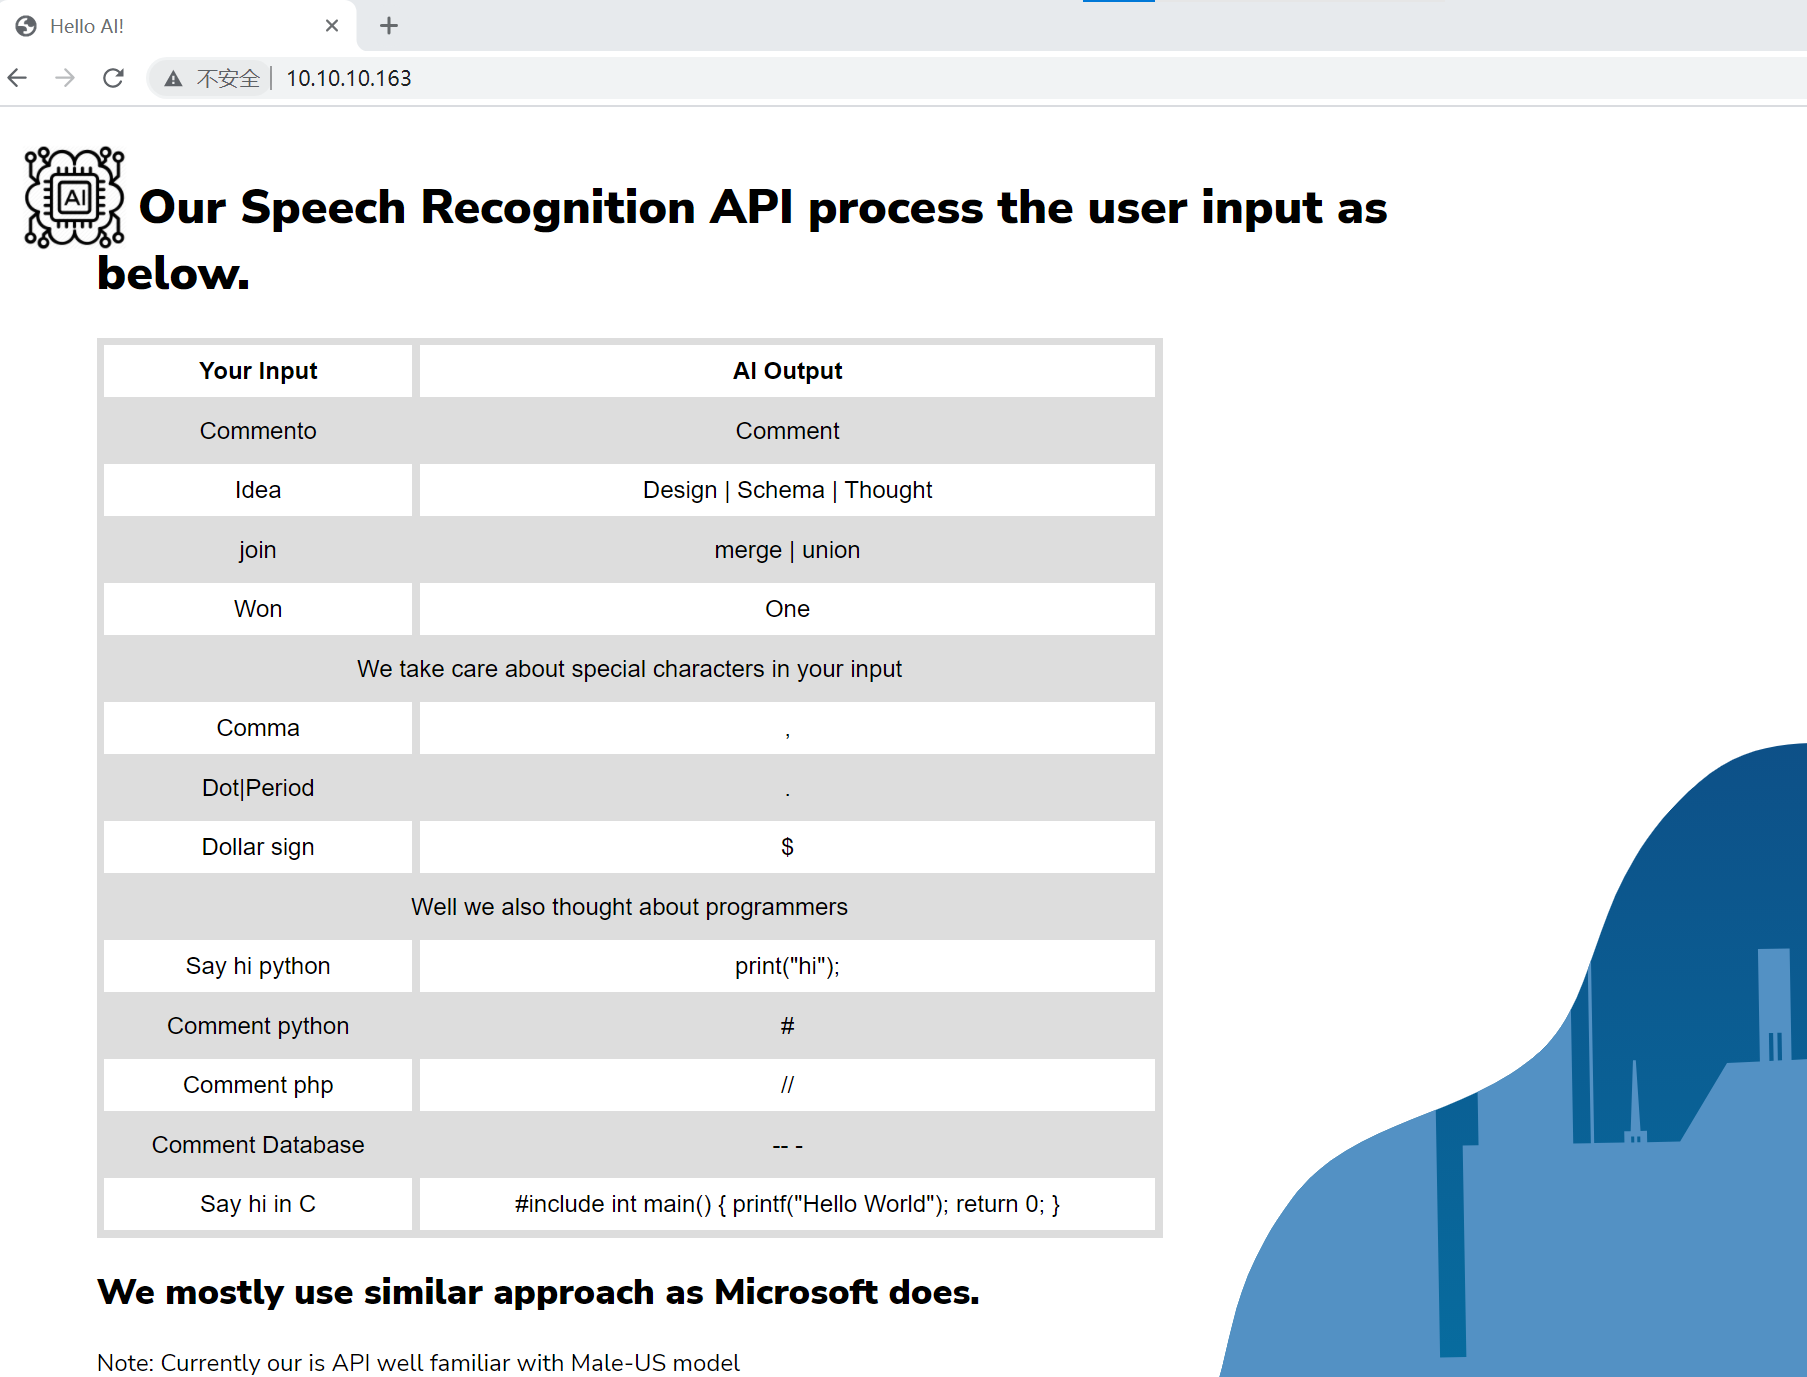 Hello AI!
不安全 10.10.10.163
AI
Our Speech Recognition API process the user input as
below.
Your Input AI Output
Commento Comment
Idea Design | Schema | Thought
join merge | union
Won One
We take care about special characters in your input
Comma ,
Dot|Period .
Dollar sign $
Well we also thought about programmers
Say hi python print("hi");
Comment python #
Comment php //
Comment Database -- -
Say hi in C #include int main() { printf("Hello World"); return 0; }
We mostly use similar approach as Microsoft does.
Note: Currently our is API well familiar with Male-US model